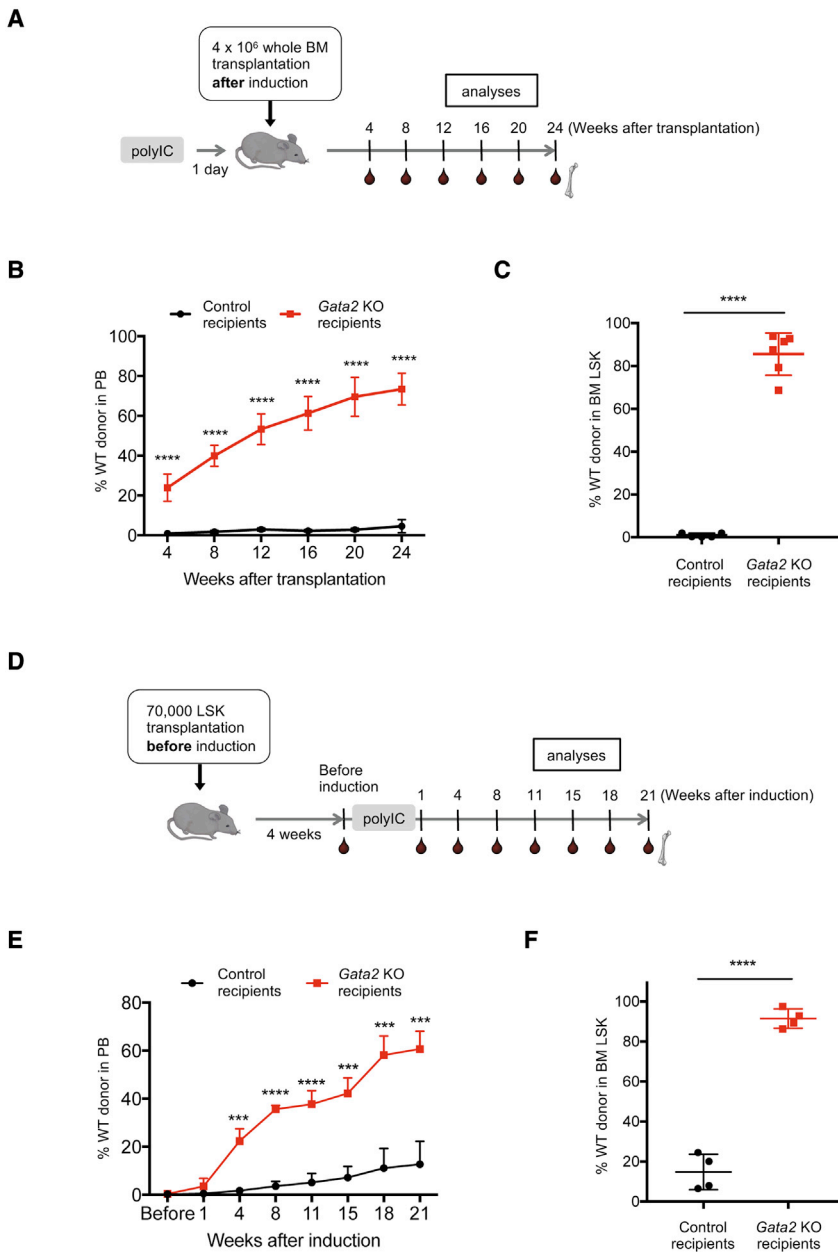 A
4 x 10⁶ whole BM
transplantation
after induction
analyses
polyIC
1 day
4 8 12 16 20 24 (Weeks after transplantation)
B
Control
recipients
Gata2 KO
recipients
% WT donor in PB
100
80
60
40
20
0
**** **** **** **** **** ****
4 8 12 16 20 24
Weeks after transplantation
C
****
% WT donor in BM LSK
100
80
60
40
20
0
Control
recipients
Gata2 KO
recipients
D
70,000 LSK
transplantation
before induction
analyses
Before
induction
4 weeks
polyIC
1 4 8 11 15 18 21 (Weeks after induction)
E
Control
recipients
Gata2 KO
recipients
% WT donor in PB
80
60
40
20
0
*** **** **** *** *** ***
Before 1 4 8 11 15 18 21
Weeks after induction
F
****
% WT donor in BM LSK
100
80
60
40
20
0
Control
recipients
Gata2 KO
recipients